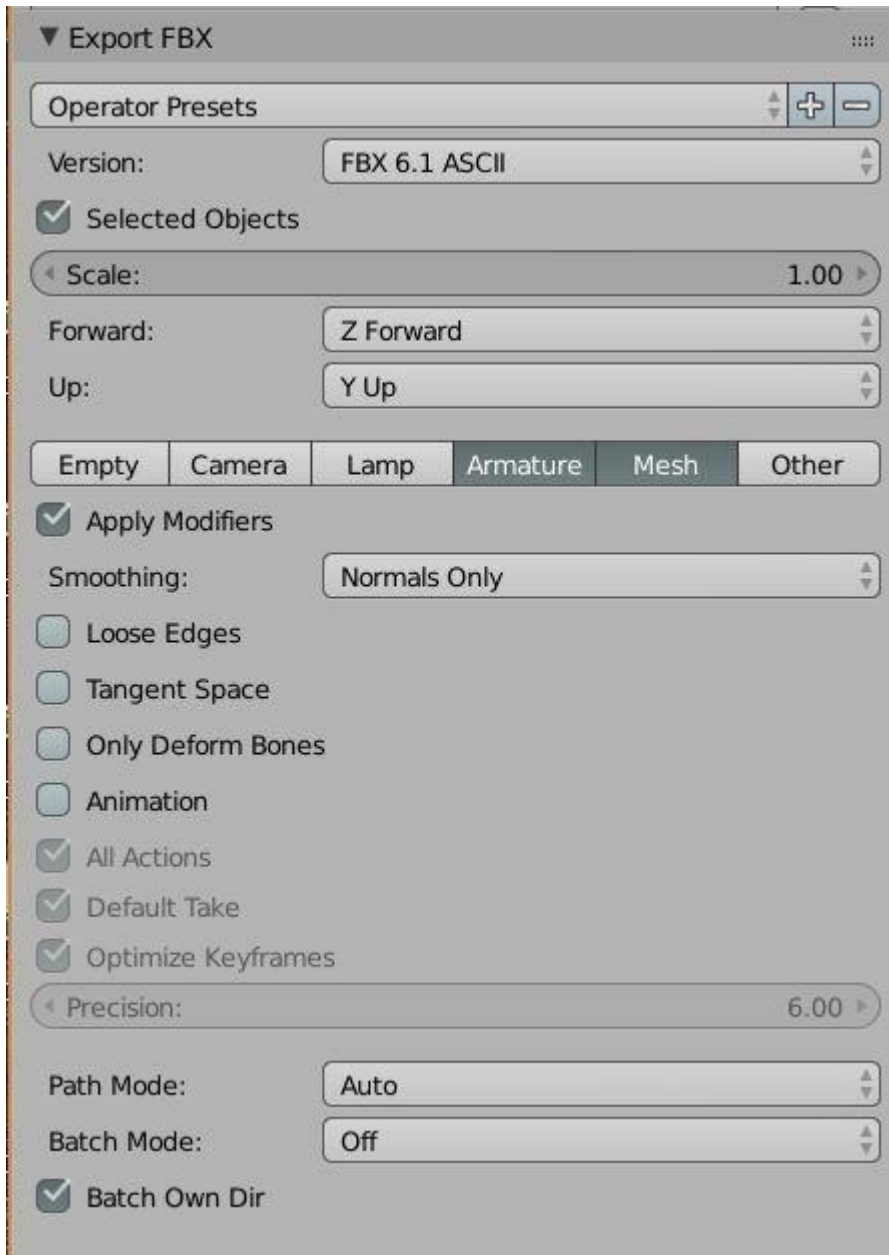 Export FBX
Operator Presets
Version: FBX 6.1 ASCII
Selected Objects
Scale: 1.00
Forward: Z Forward
Up: Y Up
Empty Camera Lamp Armature Mesh Other
Apply Modifiers
Smoothing: Normals Only
Loose Edges
Tangent Space
Only Deform Bones
Animation
All Actions
Default Take
Optimize Keyframes
Precision: 6.00
Path Mode: Auto
Batch Mode: Off
Batch Own Dir